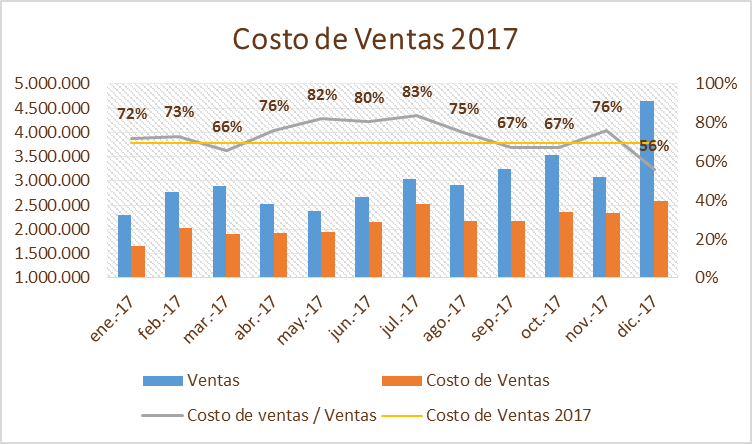 Costo de Ventas 2017
5.000.000
4.500.000
4.000.000
3.500.000
3.000.000
2.500.000
2.000.000
1.500.000
1.000.000
72%
73%
66%
76%
82%
80%
83%
75%
67%
67%
76%
56%
100%
80%
60%
40%
20%
0%
ene.-17
feb.-17
mar.-17
abr.-17
may.-17
jun.-17
jul.-17
ago.-17
sep.-17
oct.-17
nov.-17
dic.-17
Ventas
Costo de Ventas
Costo de ventas / Ventas
Costo de Ventas 2017